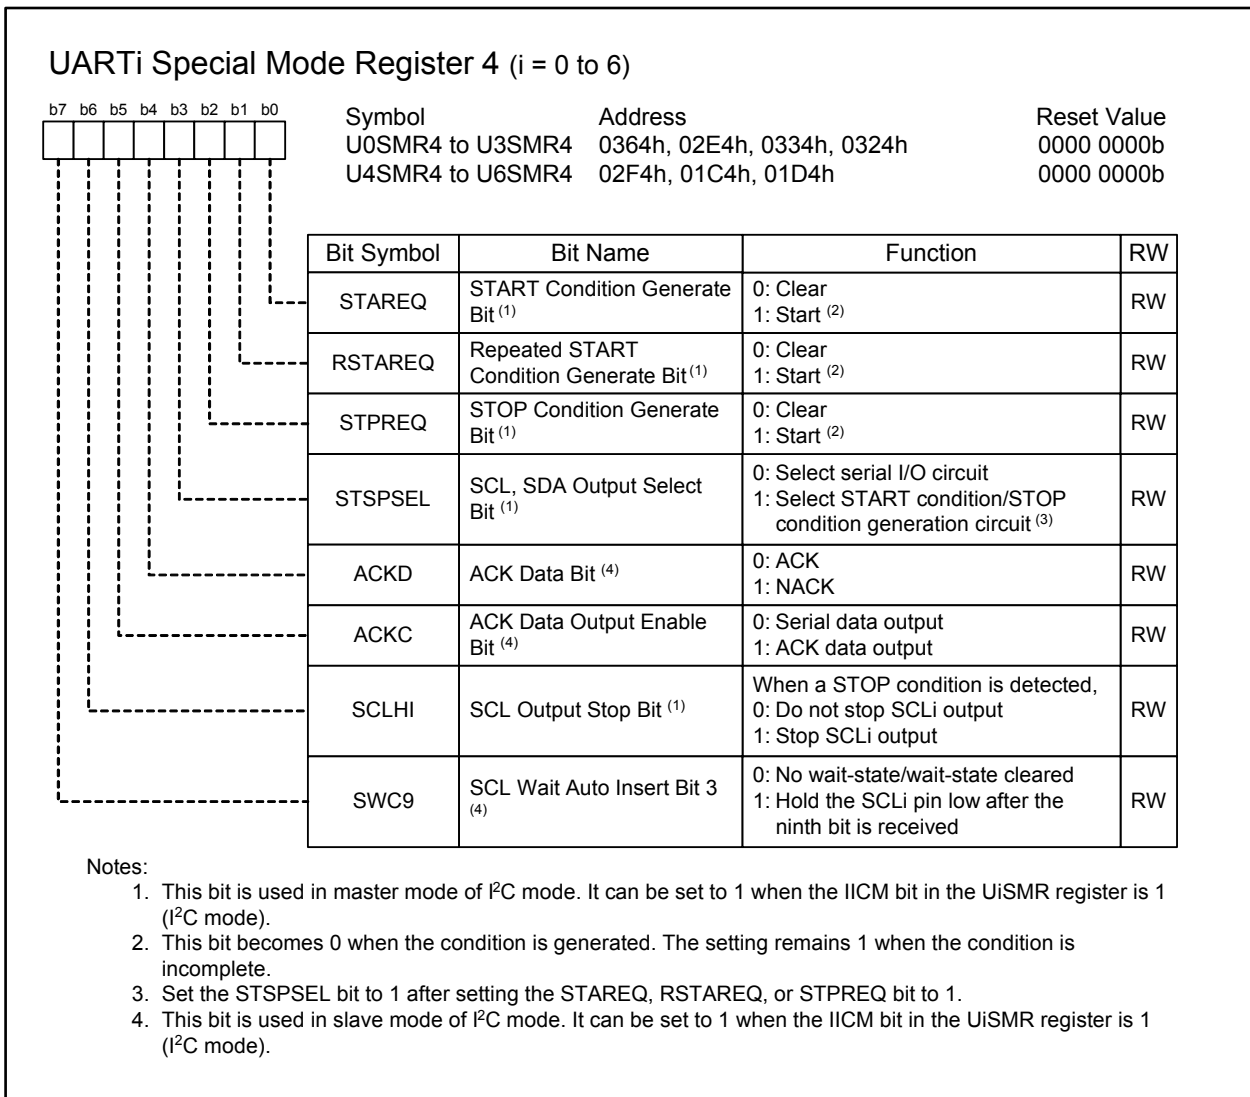 UARTi Special Mode Register 4 (i = 0 to 6)
b7 b6 b5 b4 b3 b2 b1 b0
Symbol Address Reset Value
U0SMR4 to U3SMR4 0364h, 02E4h, 0334h, 0324h 0000 0000b
U4SMR4 to U6SMR4 02F4h, 01C4h, 01D4h 0000 0000b
Bit Symbol Bit Name Function RW
STAREQ START Condition Generate Bit (1) 0: Clear 1: Start (2) RW
RSTAREQ Repeated START Condition Generate Bit (1) 0: Clear 1: Start (2) RW
STPREQ STOP Condition Generate Bit (1) 0: Clear 1: Start (2) RW
STSPSEL SCL, SDA Output Select Bit (1) 0: Select serial I/O circuit 1: Select START condition/STOP condition generation circuit (3) RW
ACKD ACK Data Bit (4) 0: ACK 1: NACK RW
ACKC ACK Data Output Enable Bit (4) 0: Serial data output 1: ACK data output RW
SCLHI SCL Output Stop Bit (1) When a STOP condition is detected, 0: Do not stop SCLi output 1: Stop SCLi output RW
SWC9 SCL Wait Auto Insert Bit 3 (4) 0: No wait-state/wait-state cleared 1: Hold the SCLi pin low after the ninth bit is received RW
Notes:
1. This bit is used in master mode of I²C mode. It can be set to 1 when the IICM bit in the UiSMR register is 1
(I²C mode).
2. This bit becomes 0 when the condition is generated. The setting remains 1 when the condition is
incomplete.
3. Set the STSPSEL bit to 1 after setting the STAREQ, RSTAREQ, or STPREQ bit to 1.
4. This bit is used in slave mode of I²C mode. It can be set to 1 when the IICM bit in the UiSMR register is 1
(I²C mode).